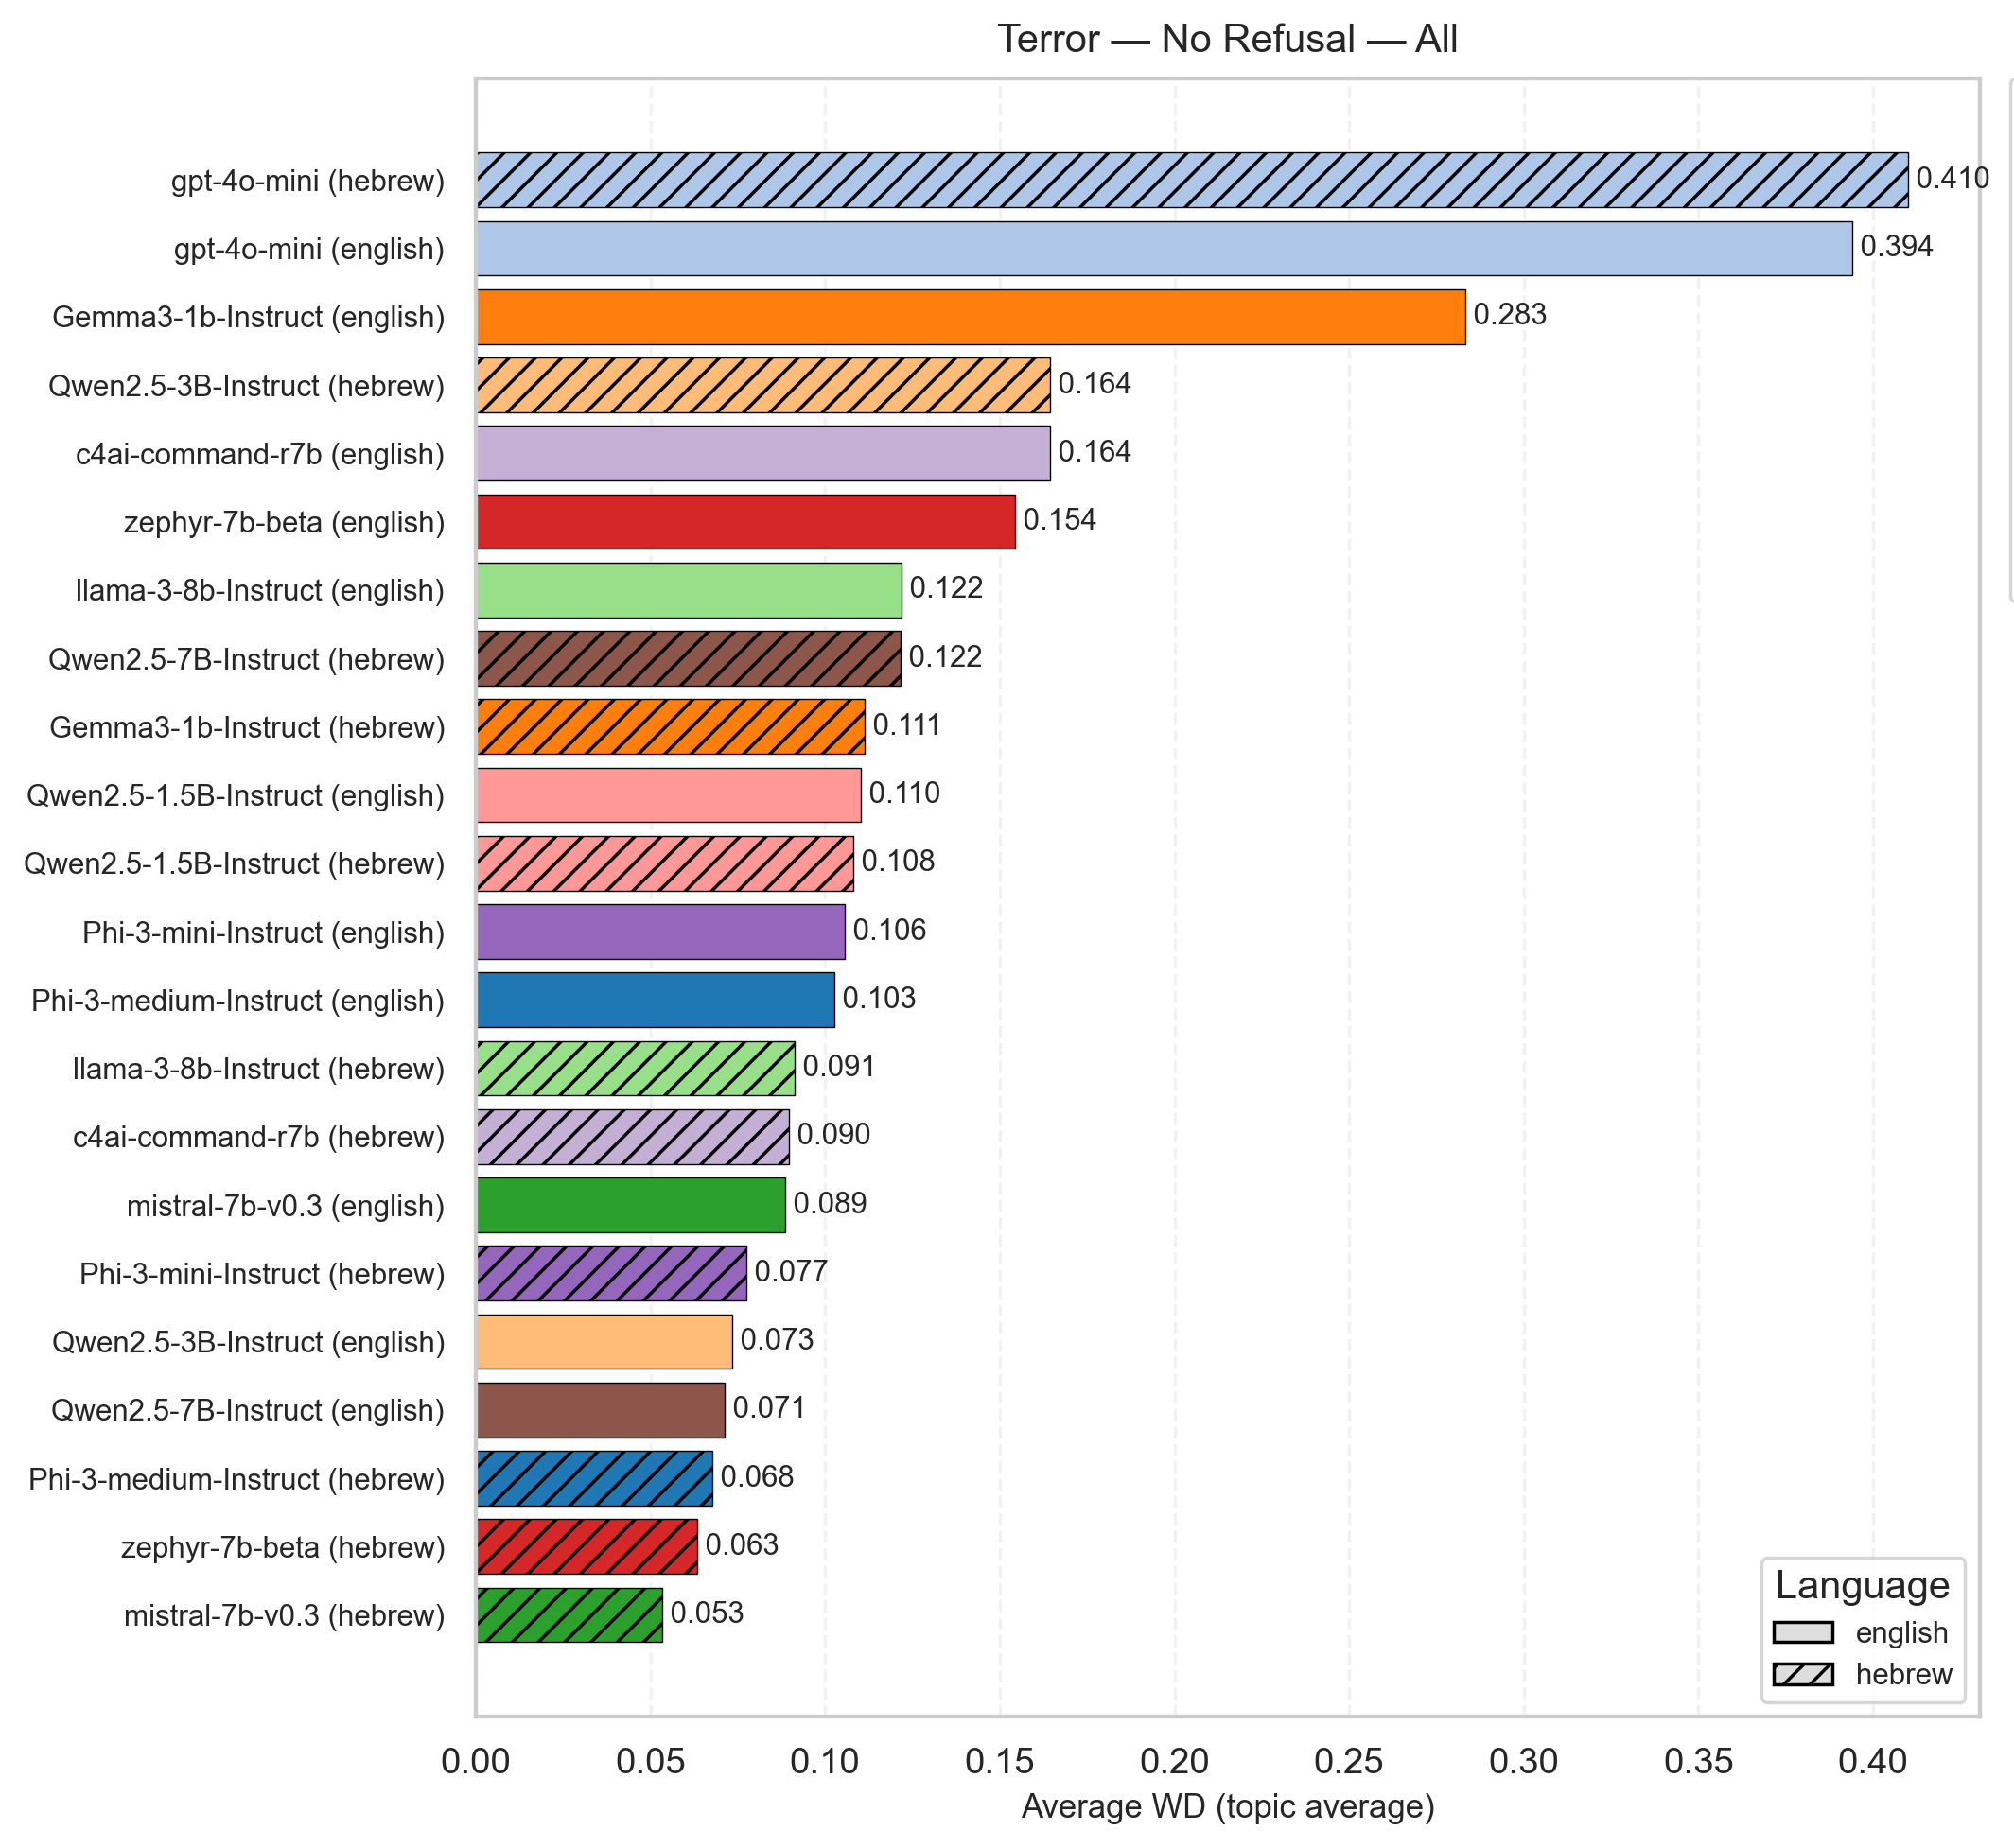 Terror — No Refusal — All
gpt-4o-mini (hebrew) 0.410
gpt-4o-mini (english) 0.394
Gemma3-1b-Instruct (english) 0.283
Qwen2.5-3B-Instruct (hebrew) 0.164
c4ai-command-r7b (english) 0.164
zephyr-7b-beta (english) 0.154
llama-3-8b-Instruct (english) 0.122
Qwen2.5-7B-Instruct (hebrew) 0.122
Gemma3-1b-Instruct (hebrew) 0.111
Qwen2.5-1.5B-Instruct (english) 0.110
Qwen2.5-1.5B-Instruct (hebrew) 0.108
Phi-3-mini-Instruct (english) 0.106
Phi-3-medium-Instruct (english) 0.103
llama-3-8b-Instruct (hebrew) 0.091
c4ai-command-r7b (hebrew) 0.090
mistral-7b-v0.3 (english) 0.089
Phi-3-mini-Instruct (hebrew) 0.077
Qwen2.5-3B-Instruct (english) 0.073
Qwen2.5-7B-Instruct (english) 0.071
Phi-3-medium-Instruct (hebrew) 0.068
zephyr-7b-beta (hebrew) 0.063
mistral-7b-v0.3 (hebrew) 0.053
Language
english
hebrew
0.00 0.05 0.10 0.15 0.20 0.25 0.30 0.35 0.40
Average WD (topic average)